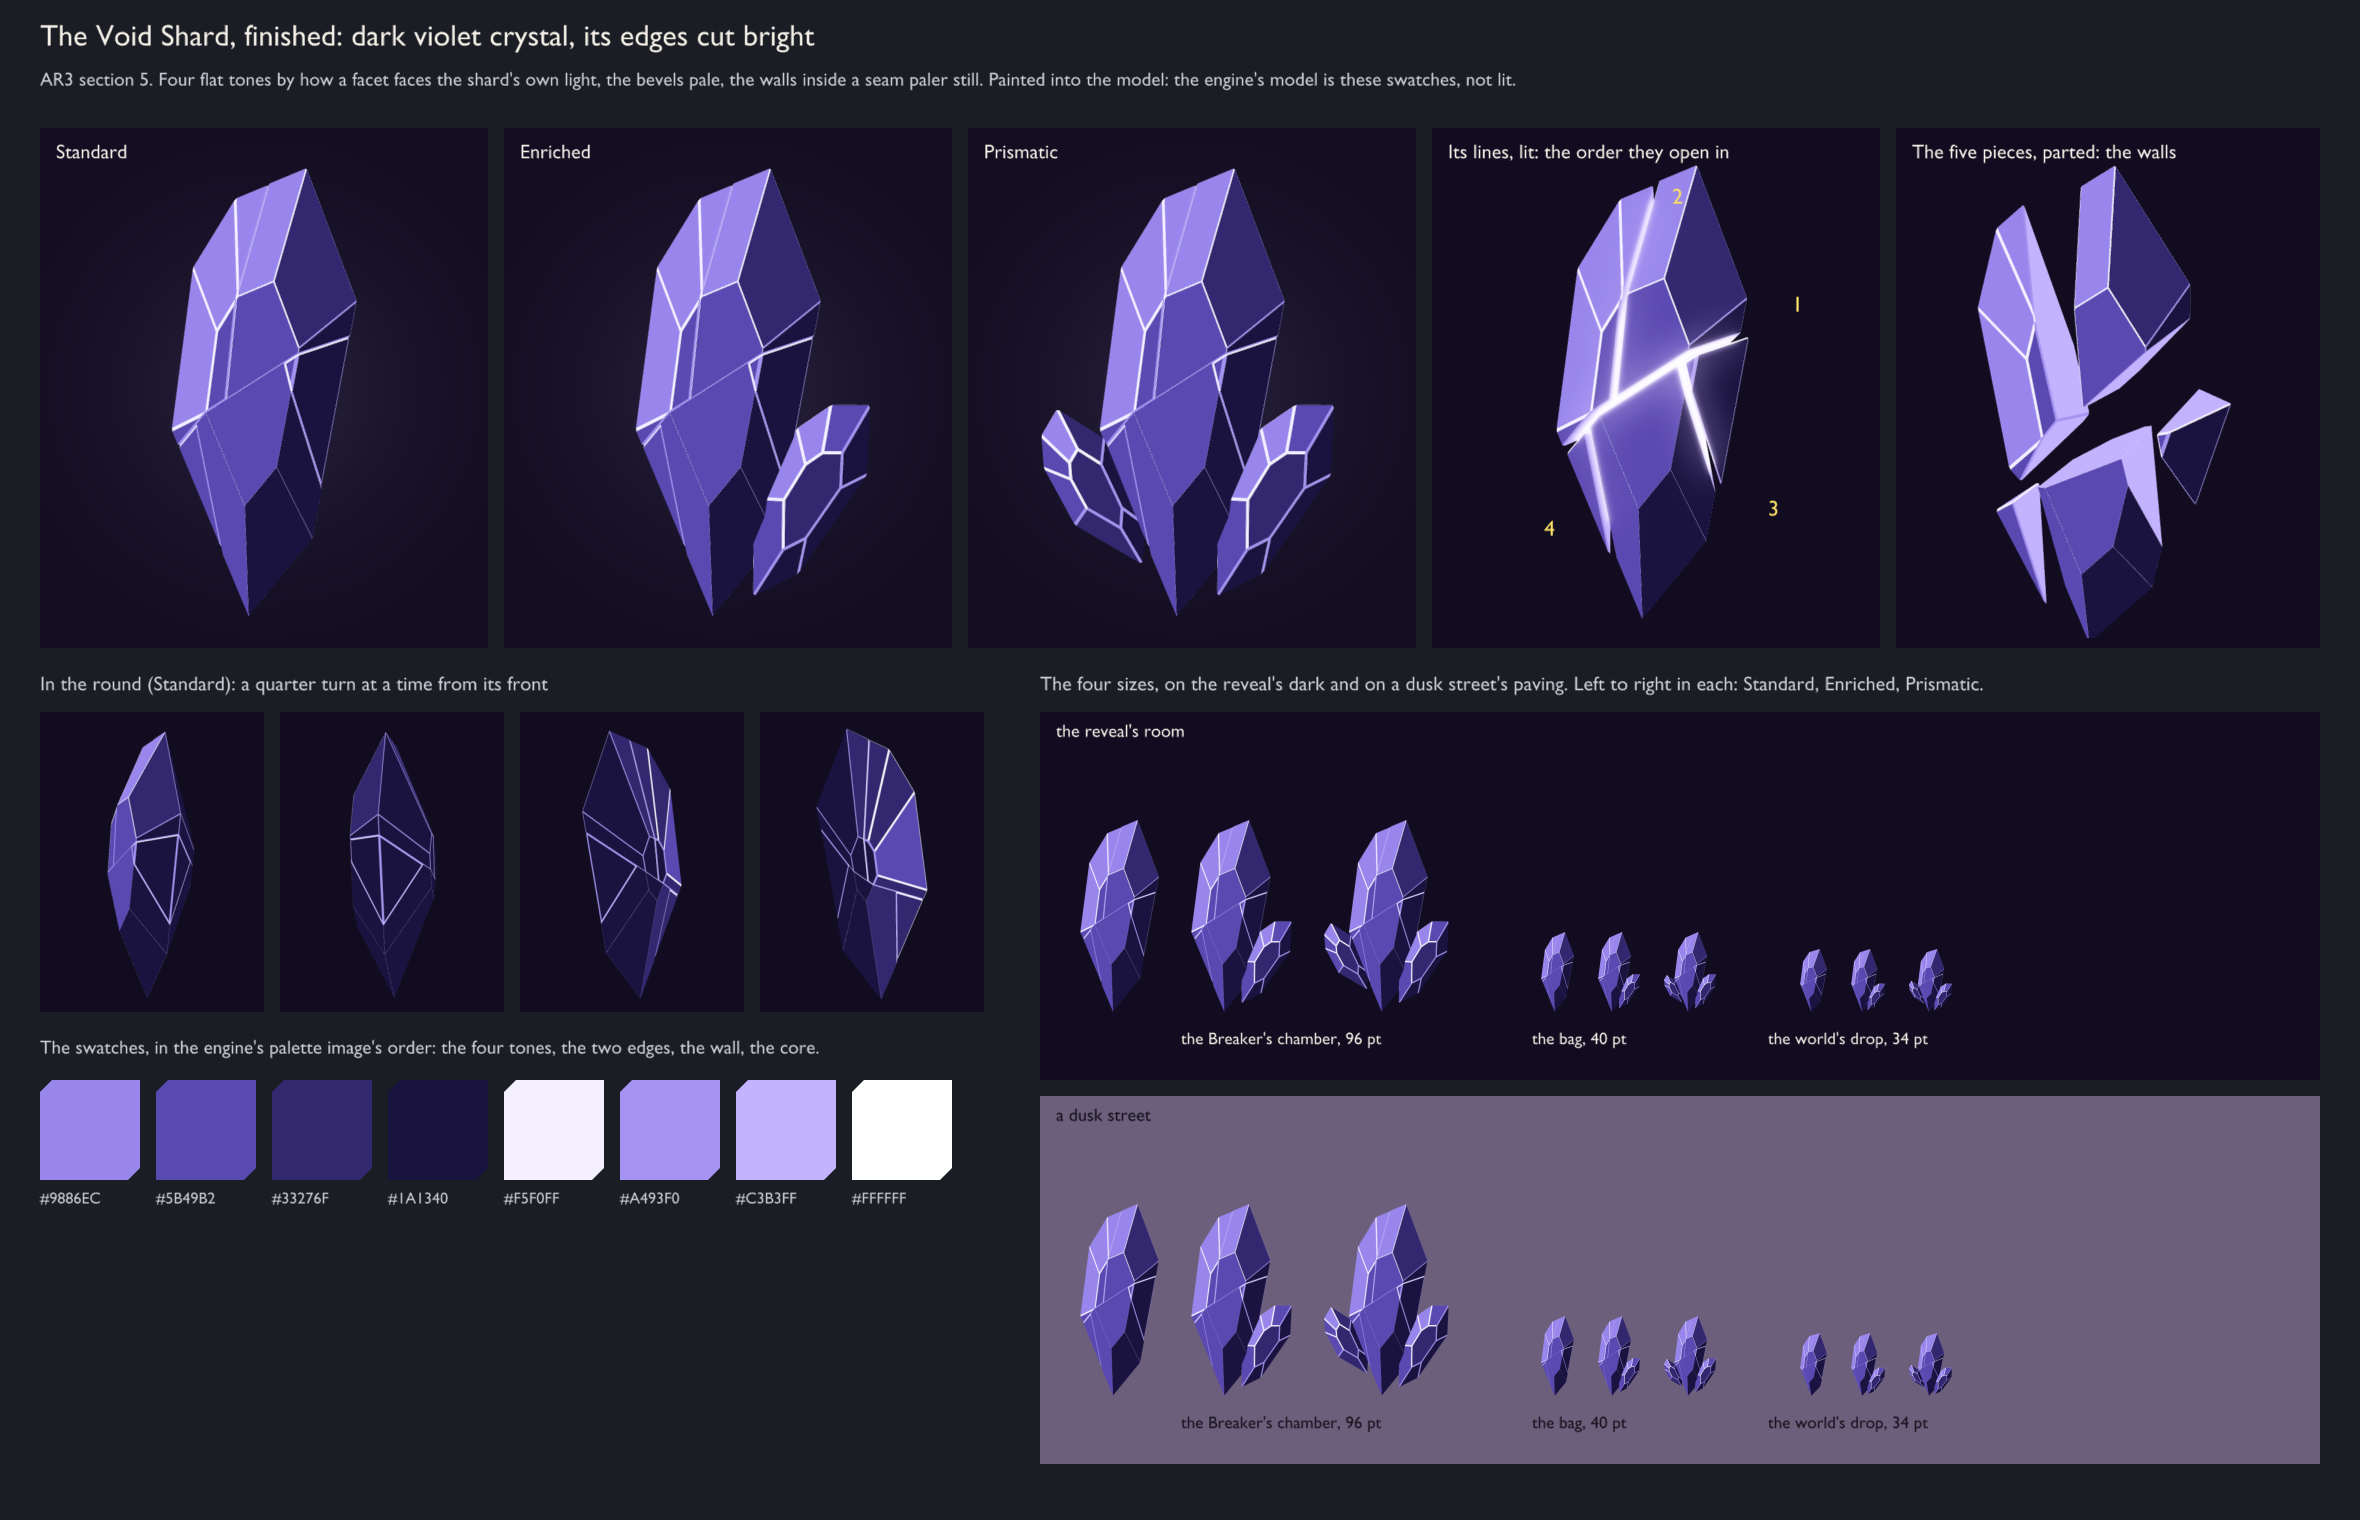 The Void Shard, finished: dark violet crystal, its edges cut bright
AR3 section 5. Four flat tones by how a facet faces the shard's own light, the bevels pale, the walls inside a seam paler still. Painted into the model: the engine's model is these swatches, not lit.
Standard
Enriched
Prismatic
Its lines, lit: the order they open in
2
1
3
4
The five pieces, parted: the walls
In the round (Standard): a quarter turn at a time from its front
The four sizes, on the reveal's dark and on a dusk street's paving. Left to right in each: Standard, Enriched, Prismatic.
the reveal's room
the Breaker's chamber, 96 pt
the bag, 40 pt
the world's drop, 34 pt
The swatches, in the engine's palette image's order: the four tones, the two edges, the wall, the core.
#9886EC
#5B49B2
#33276F
#1A1340
#F5F0FF
#A493F0
#C3B3FF
#FFFFFF
a dusk street
the Breaker's chamber, 96 pt
the bag, 40 pt
the world's drop, 34 pt